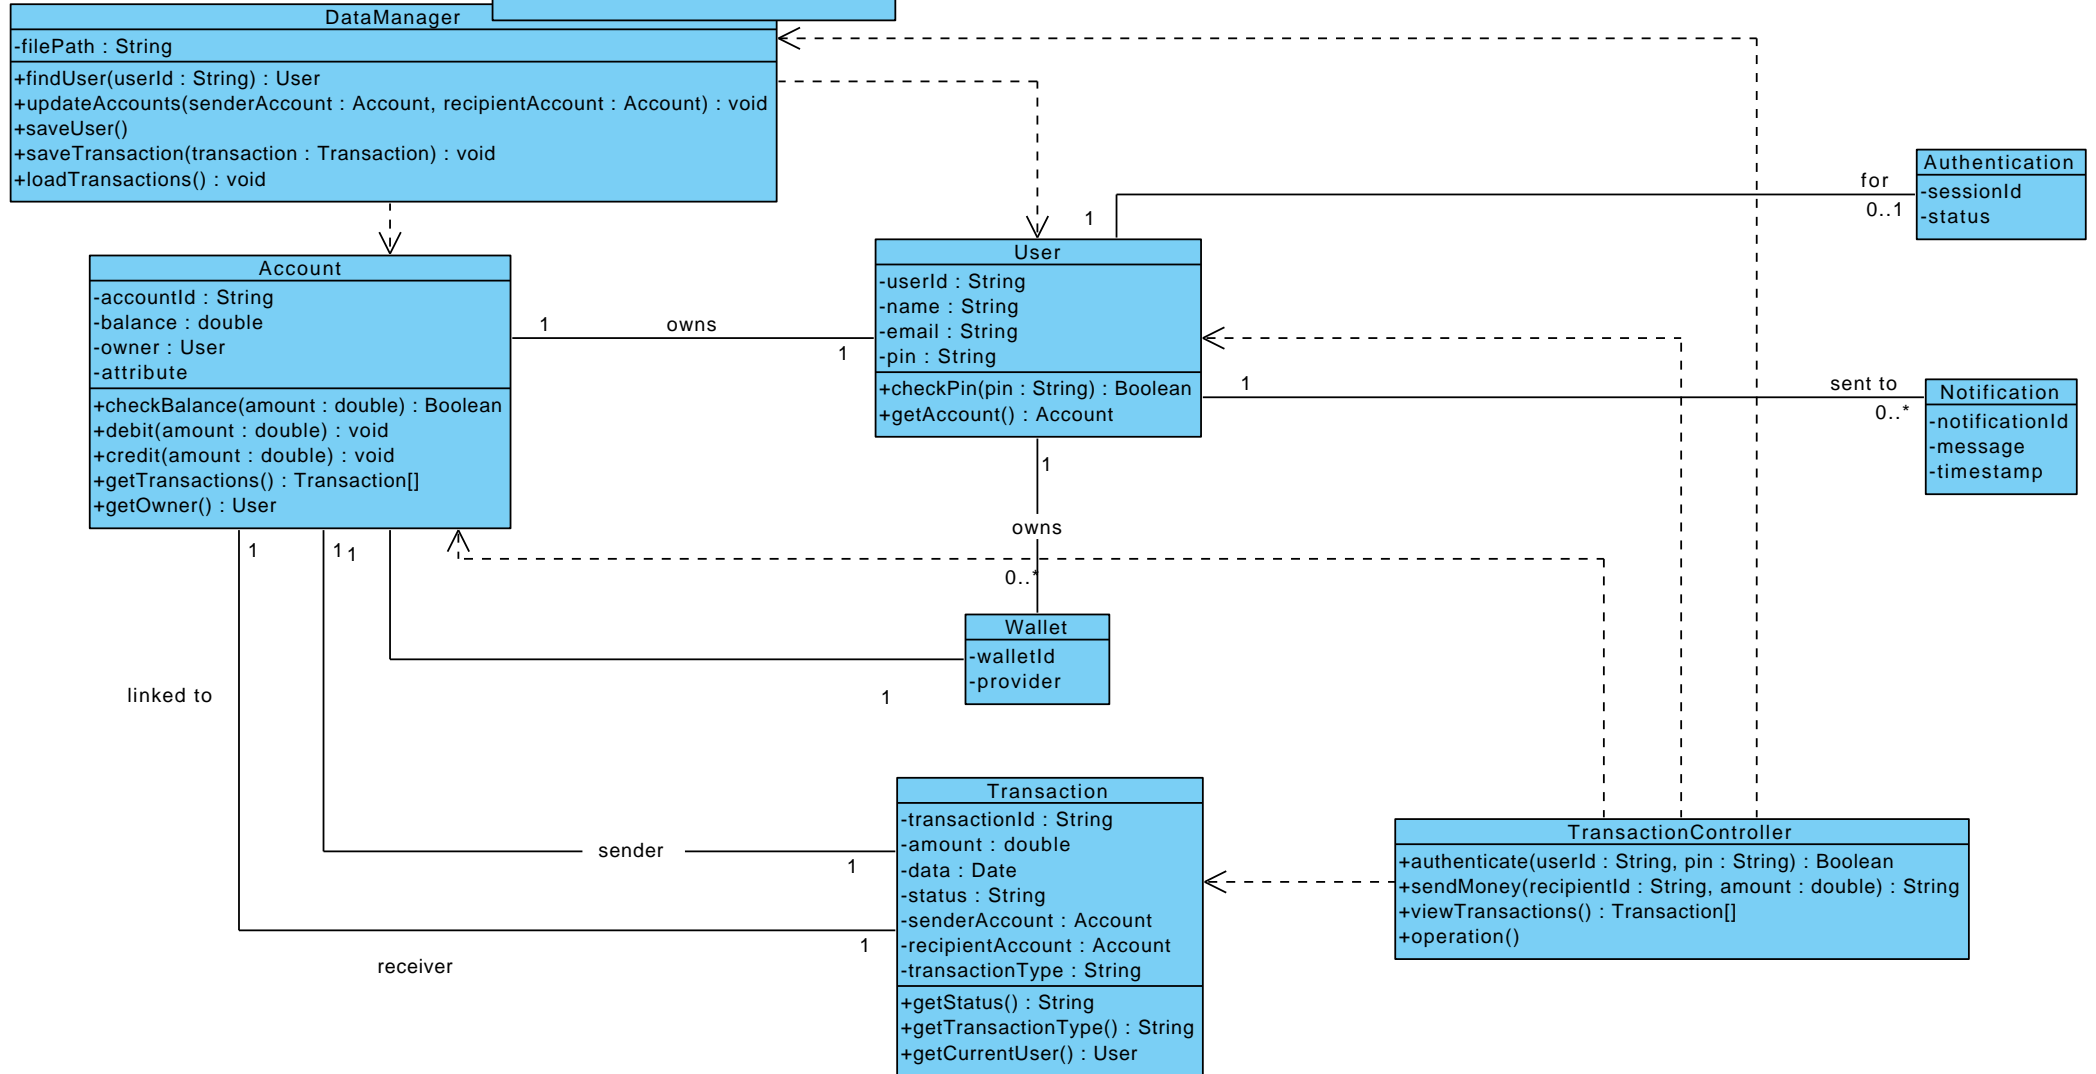 DataManager
-filePath : String
+findUser(userId : String) : User
+updateAccounts(senderAccount : Account, recipientAccount : Account) : void
+saveUser()
+saveTransaction(transaction : Transaction) : void
+loadTransactions() : void
Authentication
-sessionId
-status
for
0..1
1
User
-userId : String
-name : String
-email : String
-pin : String
+checkPin(pin : String) : Boolean
+getAccount() : Account
Account
-accountId : String
-balance : double
-owner : User
-attribute
+checkBalance(amount : double) : Boolean
+debit(amount : double) : void
+credit(amount : double) : void
+getTransactions() : Transaction[]
+getOwner() : User
1
owns
1
1
sent to
0..*
Notification
-notificationId
-message
-timestamp
1
owns
0..*
1
1
1
Wallet
-walletId
-provider
linked to
1
Transaction
-transactionId : String
-amount : double
-data : Date
-status : String
-senderAccount : Account
-recipientAccount : Account
-transactionType : String
+getStatus() : String
+getTransactionType() : String
+getCurrentUser() : User
sender
1
1
receiver
TransactionController
+authenticate(userId : String, pin : String) : Boolean
+sendMoney(recipientId : String, amount : double) : String
+viewTransactions() : Transaction[]
+operation()